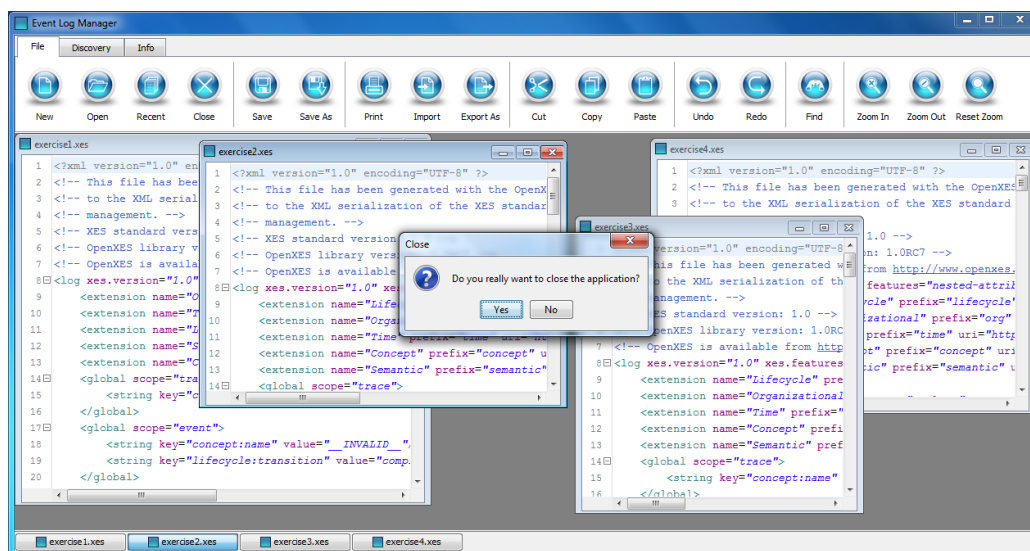 Event Log Manager
File Discovery Info
New Open Recent Close Save Save As Print Import Export As Cut Copy Paste Undo Redo Find Zoom In Zoom Out Reset Zoom
exercise1.xes
1 <?xml version="1.0" en
2 <!-- This file has bee
3 <!-- to the XML serial
4 <!-- management. -->
5 <!-- XES standard vers
6 <!-- OpenXES library v
7 <!-- OpenXES is availa
8 <log xes.version="1.0"
9 <extension name="O
10 <extension name="T
11 <extension name="L
12 <extension name="S
13 <extension name="C
14 <global scope="tra
15 <string key="c
16 </global>
17 <global scope="event">
18 <string key="concept:name" value="__INVALID__"
19 <string key="lifecycle:transition" value="comp
20 </global>
exercise2.xes
1 <?xml version="1.0" encoding="UTF-8" ?>
2 <!-- This file has been generated with the OpenX
3 <!-- to the XML serialization of the XES standar
4 <!-- management. -->
5 <!-- XES standard version
6 <!-- OpenXES library vers
7 <!-- OpenXES is available
8 <log xes.version="1.0" xes
9 <extension name="Life
10 <extension name="Orga
11 <extension name="Time" prefix="time" uri="ht
12 <extension name="Concept" prefix="concept" u
13 <extension name="Semantic" prefix="semantic"
14 <global scope="trace">
Close
Do you really want to close the application?
Yes No
exercise4.xes
1 <?xml version="1.0" encoding="UTF-8" ?>
2 <!-- This file has been generated with the OpenXES
3 <!-- to the XML serialization of the XES standard
1.0 -->
on: 1.0RC7 -->
from http://www.openxes.
features="nested-attrib
cle" prefix="lifecycle"
zational" prefix="org"
prefix="time" uri="http
pt" prefix="concept" uri
tic" prefix="semantic" u
exercise3.xes
version="1.0" encoding="UTF-8
his file has been generated w
o the XML serialization of th
anagement. -->
ES standard version: 1.0 -->
penXES library version: 1.0RC
7 <!-- OpenXES is available from http
8 <log xes.version="1.0" xes.features
9 <extension name="Lifecycle" pre
10 <extension name="Organizational
11 <extension name="Time" prefix="
12 <extension name="Concept" prefi
13 <extension name="Semantic" pref
14 <global scope="trace">
15 <string key="concept:name"
16 </global>
exercise1.xes exercise2.xes exercise3.xes exercise4.xes